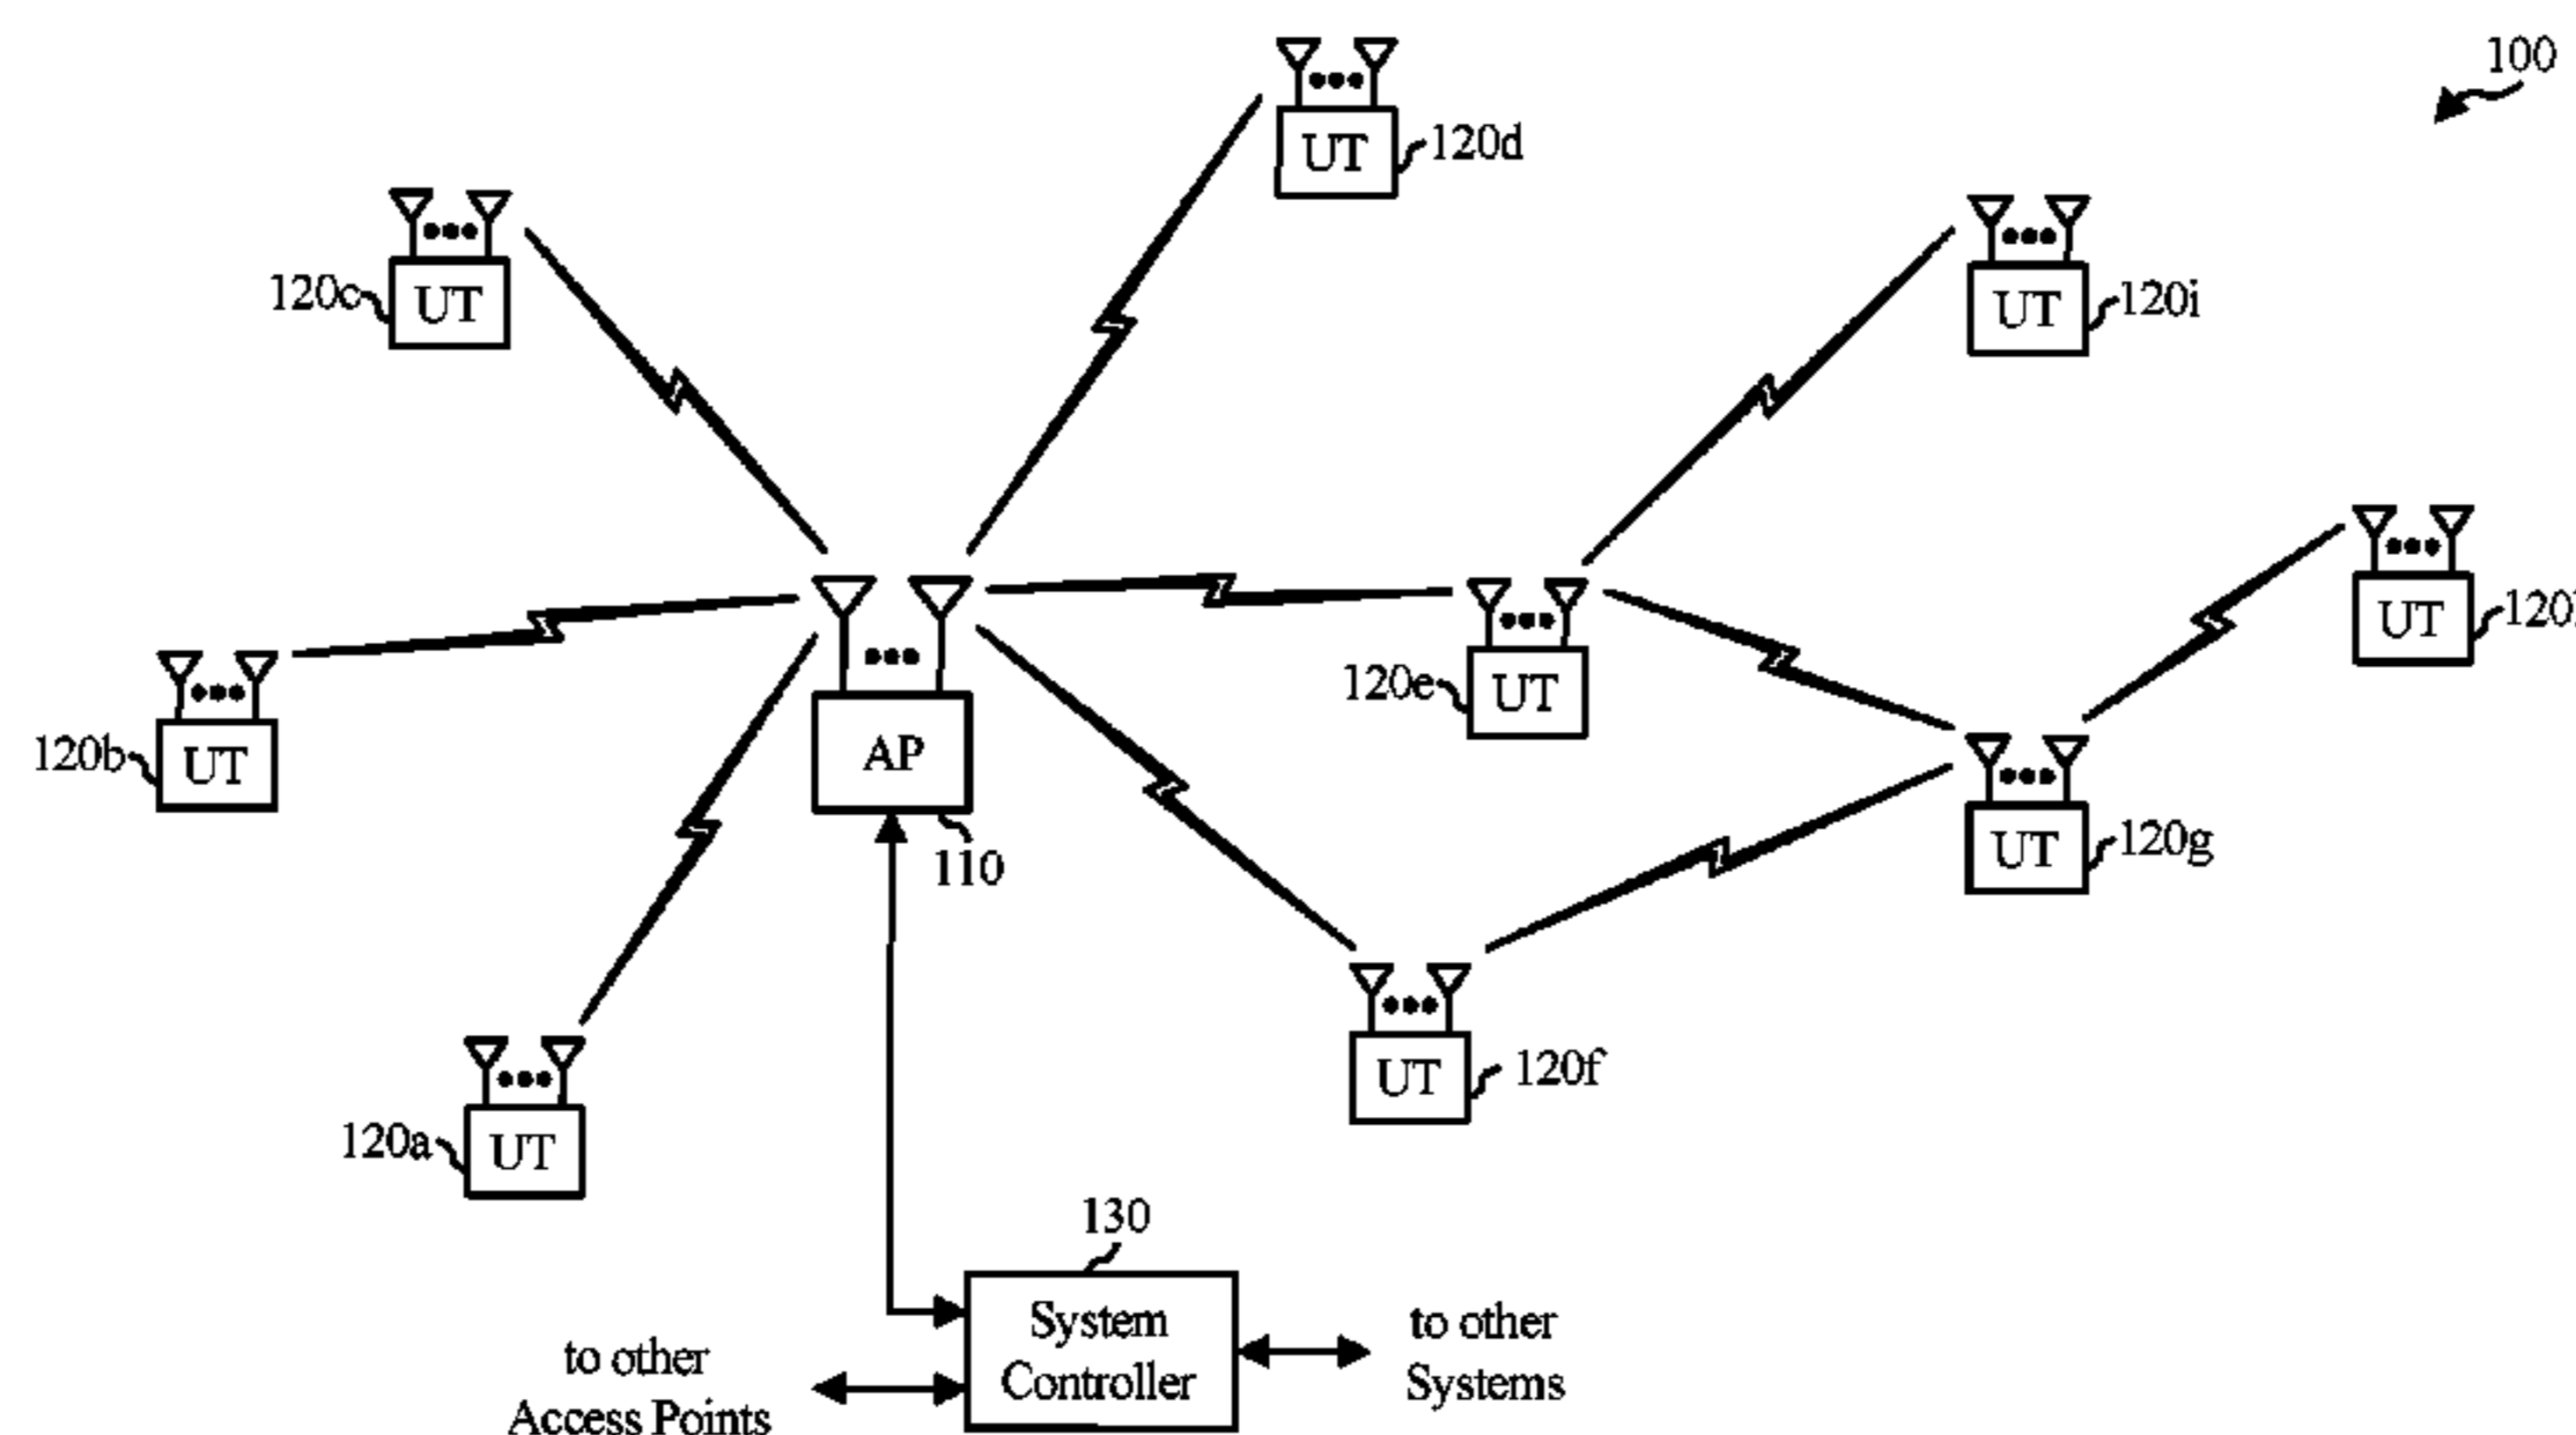 100
UT
120d
120c
UT
UT
120i
120b
UT
AP
110
120e
UT
UT
UT
120g
120a
UT
UT
120f
130
System
Controller
to other
Access Points
to other
Systems